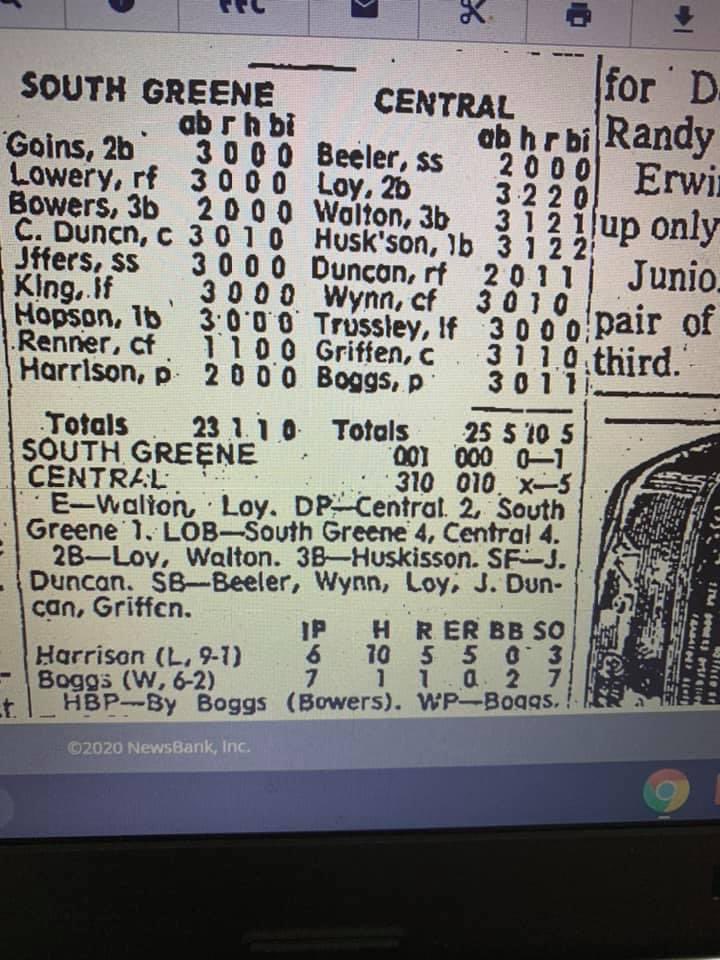 SOUTH GREENE
ab r h bi
Goins, 2b 3 0 0 0
Lowery, rf 3 0 0 0
Bowers, 3b 2 0 0 0
C. Duncn, c 3 0 1 0
Jffers, ss 3 0 0 0
King, lf 3 0 0 0
Hopson, 1b 3 0 0 0
Renner, cf 1 1 0 0
Harrison, p 2 0 0 0
Totals 23 1 1 0
CENTRAL
ab h r bi
Beeler, ss 2 0 0 0
Loy, 2b 3 2 2 0
Walton, 3b 3 1 2 1
Husk'son, 1b 3 1 2 2
Duncan, rf 2 0 1 1
Wynn, cf 3 0 1 0
Trussley, lf 3 0 0 0
Griffen, c 3 1 1 0
Boggs, p 3 0 1 1
Totals 25 5 10 5
SOUTH GREENE 001 000 0—1
CENTRAL 310 010 x—5
E—Walton, Loy. DP—Central 2, South
Greene 1. LOB—South Greene 4, Central 4.
2B—Loy, Walton. 3B—Huskisson. SF—J.
Duncan. SB—Beeler, Wynn, Loy, J. Dun-
can, Griffen.
IP H R ER BB SO
Harrison (L, 9-1) 6 10 5 5 0 3
Boggs (W, 6-2) 7 1 1 0 2 7
HBP—By Boggs (Bowers). WP—Boggs.
for D
Randy
Erwi
up only
Junio
pair of
third.
©2020 NewsBank, Inc.